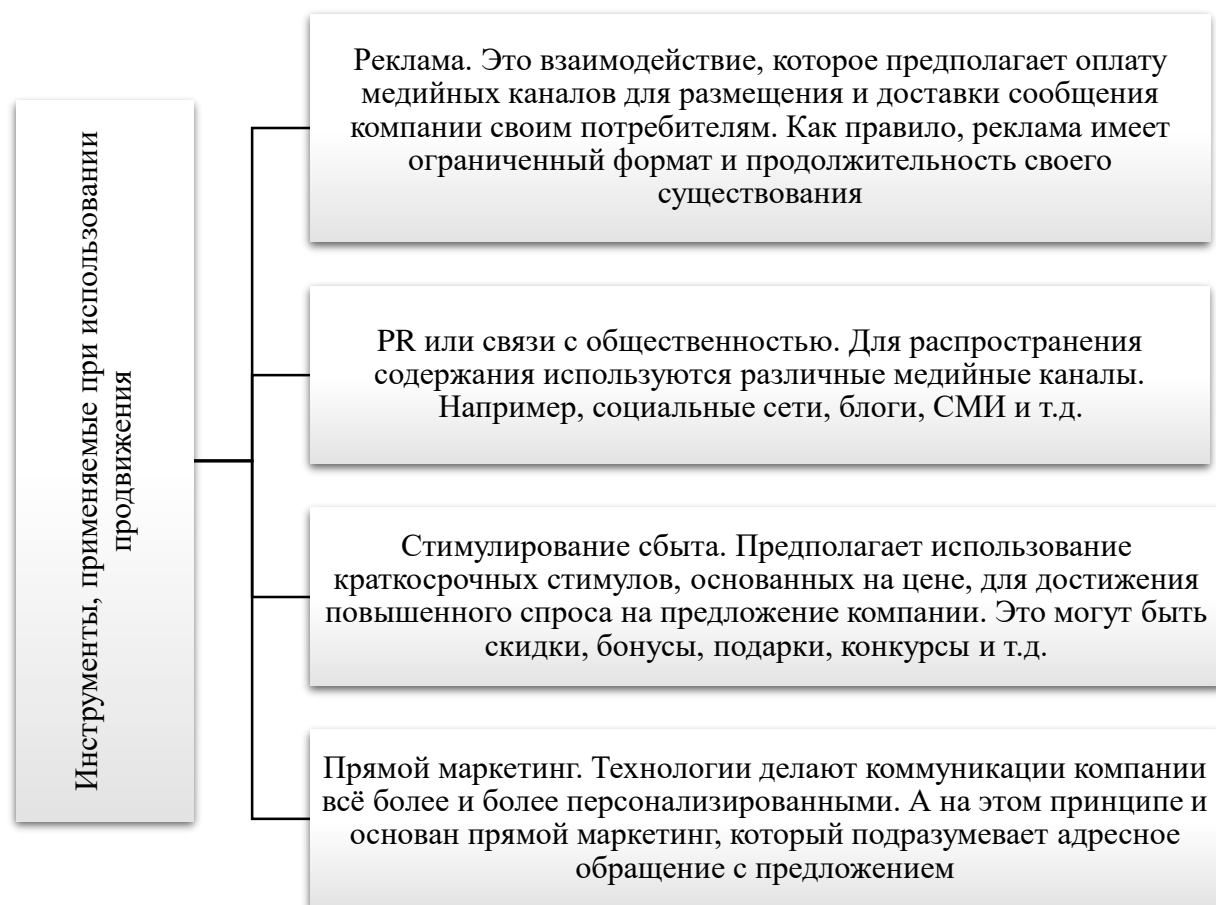 Инструменты, применяемые при использовании
продвижения
Реклама. Это взаимодействие, которое предполагает оплату
медийных каналов для размещения и доставки сообщения
компании своим потребителям. Как правило, реклама имеет
ограниченный формат и продолжительность своего
существования
PR или связи с общественностью. Для распространения
содержания используются различные медийные каналы.
Например, социальные сети, блоги, СМИ и т.д.
Стимулирование сбыта. Предполагает использование
краткосрочных стимулов, основанных на цене, для достижения
повышенного спроса на предложение компании. Это могут быть
скидки, бонусы, подарки, конкурсы и т.д.
Прямой маркетинг. Технологии делают коммуникации компании
всё более и более персонализированными. А на этом принципе и
основан прямой маркетинг, который подразумевает адресное
обращение с предложением